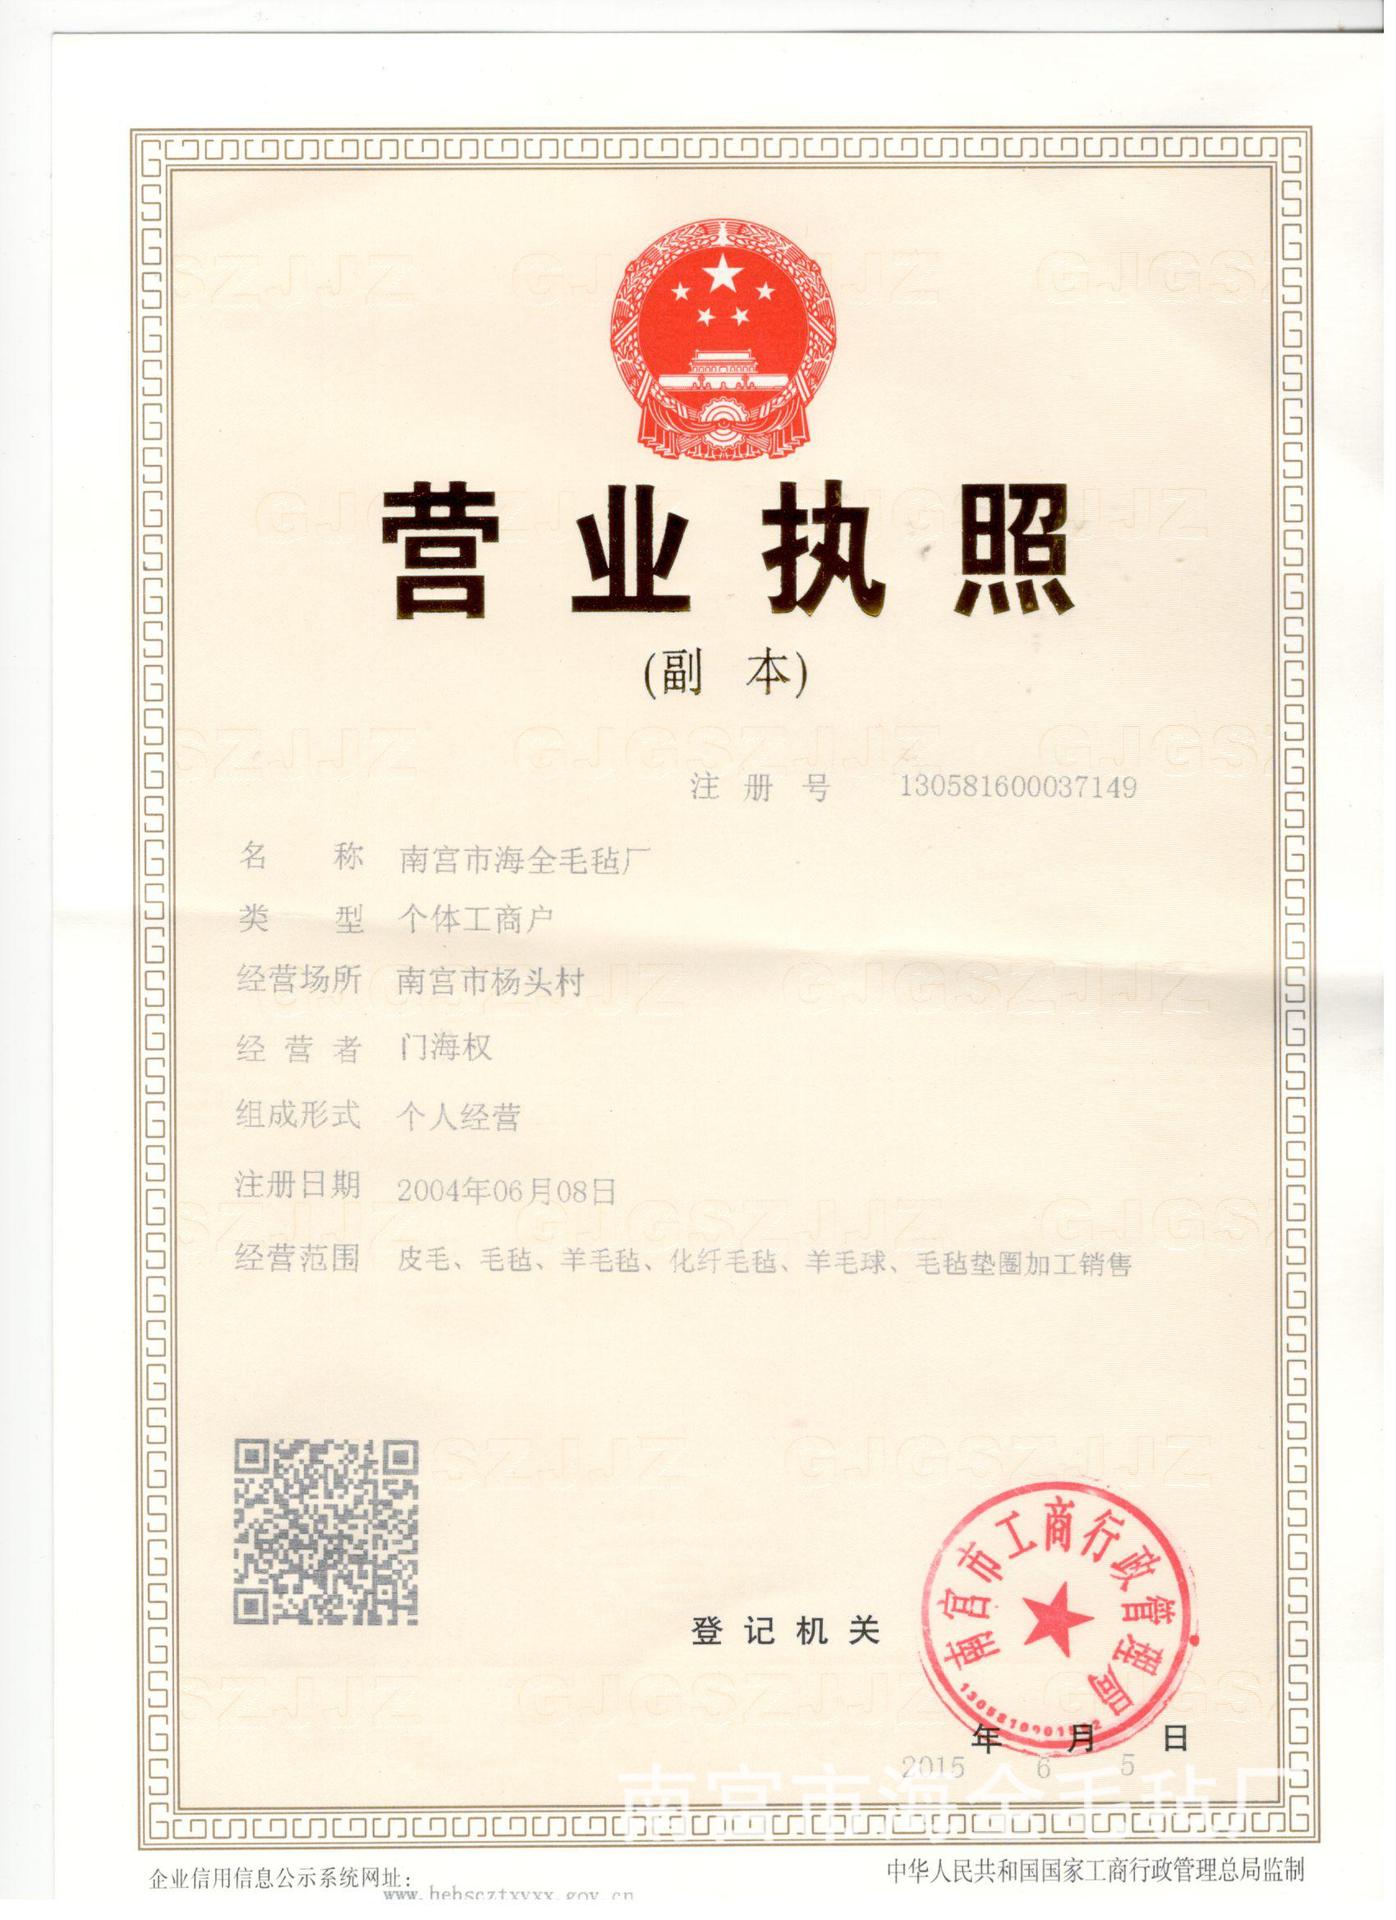 营业执照
(副 本)
注 册 号 130581600037149
名 称 南宫市海全毛毡厂
类 型 个体工商户
经营场所 南宫市杨头村
经 营 者 门海权
组成形式 个人经营
注册日期 2004年06月08日
经营范围 皮毛、毛毡、羊毛毡、化纤毛毡、羊毛球、毛毡垫圈加工销售
南宫市工商行政管理局
登记机关
年 月 日
2015 6 5
南宫市海全毛毡厂
企业信用信息公示系统网址:
www.hebscztxyxx.gov.cn
中华人民共和国国家工商行政管理总局监制